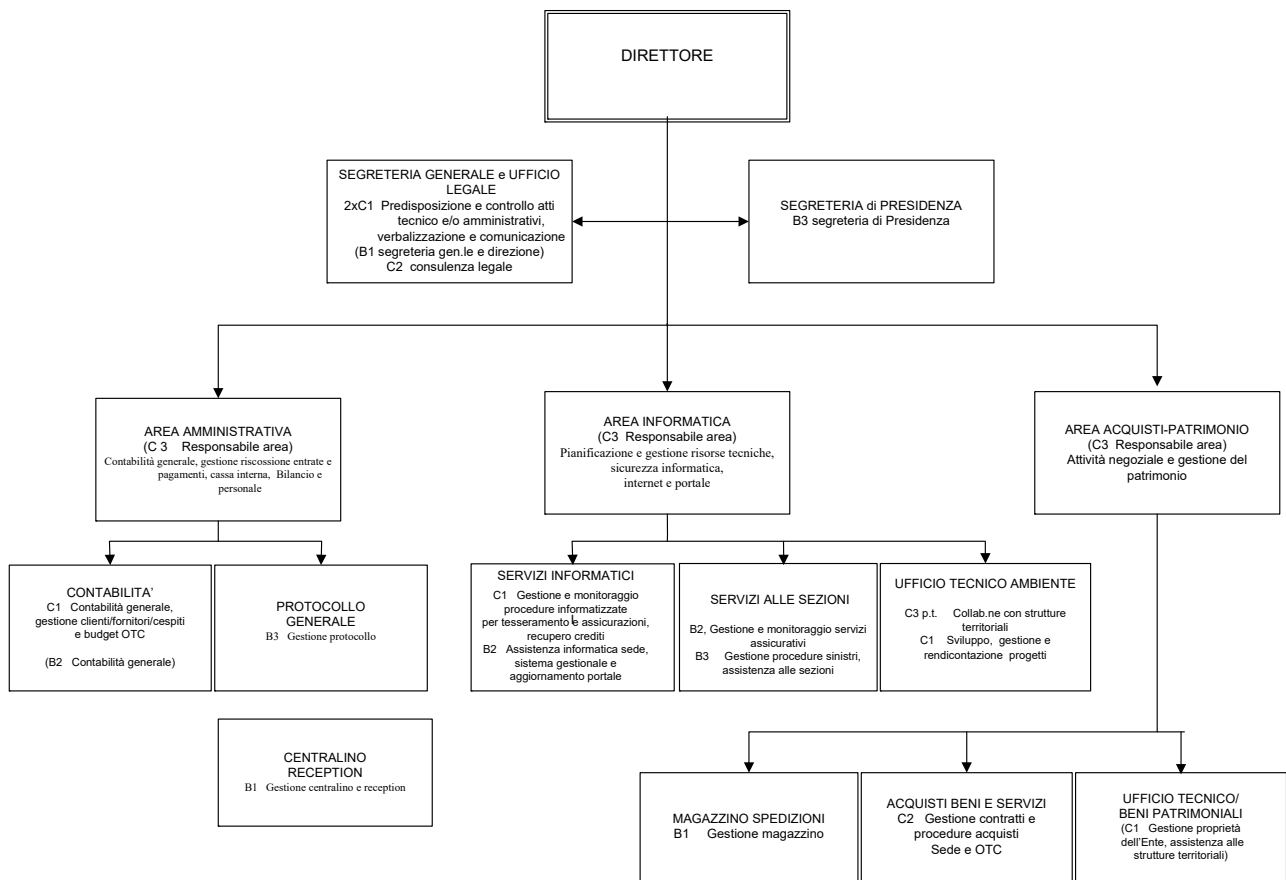 DIRETTORE
SEGRETERIA GENERALE e UFFICIO
LEGALE
2xC1 Predisposizione e controllo atti
tecnico e/o amministrativi,
verbalizzazione e comunicazione
(B1 segreteria gen.le e direzione)
C2 consulenza legale
SEGRETERIA di PRESIDENZA
B3 segreteria di Presidenza
AREA AMMINISTRATIVA
(C 3 Responsabile area)
Contabilità generale, gestione riscossione entrate e
pagamenti, cassa interna, Bilancio e
personale
AREA INFORMATICA
(C3 Responsabile area)
Pianificazione e gestione risorse tecniche,
sicurezza informatica,
internet e portale
AREA ACQUISTI-PATRIMONIO
(C3 Responsabile area)
Attività negoziale e gestione del
patrimonio
CONTABILITA’
C1 Contabilità generale,
gestione clienti/fornitori/cespiti
e budget OTC
(B2 Contabilità generale)
PROTOCOLLO
GENERALE
B3 Gestione protocollo
SERVIZI INFORMATICI
C1 Gestione e monitoraggio
procedure informatizzate
per tesseramento e assicurazioni,
recupero crediti
B2 Assistenza informatica sede,
sistema gestionale e
aggiornamento portale
SERVIZI ALLE SEZIONI
B2, Gestione e monitoraggio servizi
assicurativi
B3 Gestione procedure sinistri,
assistenza alle sezioni
UFFICIO TECNICO AMBIENTE
C3 p.t. Collab.ne con strutture
territoriali
C1 Sviluppo, gestione e
rendicontazione progetti
CENTRALINO
RECEPTION
B1 Gestione centralino e reception
MAGAZZINO SPEDIZIONI
B1 Gestione magazzino
ACQUISTI BENI E SERVIZI
C2 Gestione contratti e
procedure acquisti
Sede e OTC
UFFICIO TECNICO/
BENI PATRIMONIALI
(C1 Gestione proprietà
dell’Ente, assistenza alle
strutture territoriali)